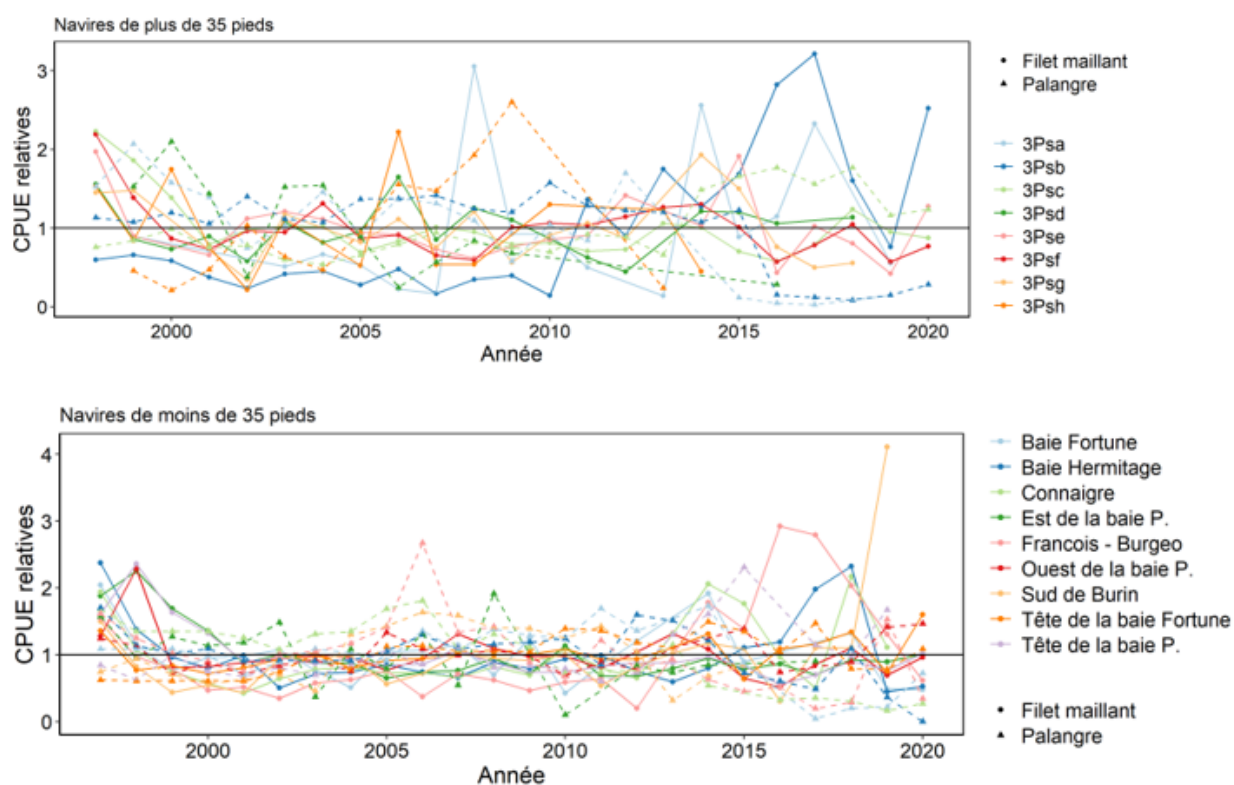 Navires de plus de 35 pieds
3
2
1
0
CPUE relatives
2000
2005
2010
2015
2020
Année
Filet maillant
Palangre
3Psa
3Psb
3Psc
3Psd
3Pse
3Psf
3Psg
3Psh
Navires de moins de 35 pieds
4
3
2
1
0
CPUE relatives
2000
2005
2010
2015
2020
Année
Baie Fortune
Baie Hermitage
Connaigre
Est de la baie P.
Francois - Burgeo
Ouest de la baie P.
Sud de Burin
Tête de la baie Fortune
Tête de la baie P.
Filet maillant
Palangre